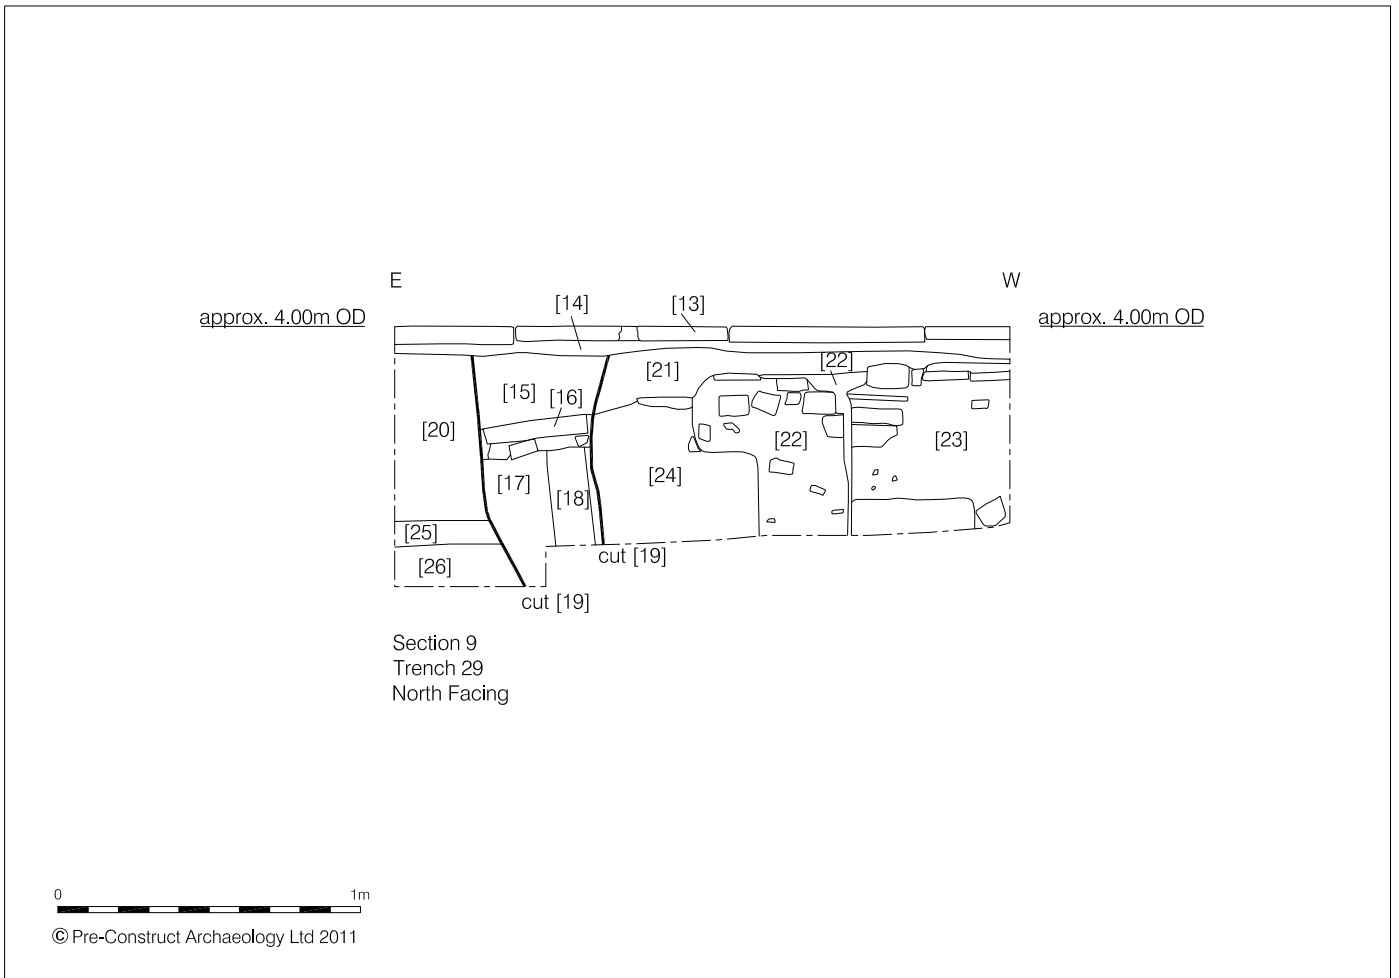 E W
approx. 4.00m OD [14] [13] approx. 4.00m OD
[22]
[21]
[15] [16]
[20] [22] [23]
[17] [18] [24]
[25]
[26] cut [19]
cut [19]
Section 9
Trench 29
North Facing
0 1m
© Pre-Construct Archaeology Ltd 2011